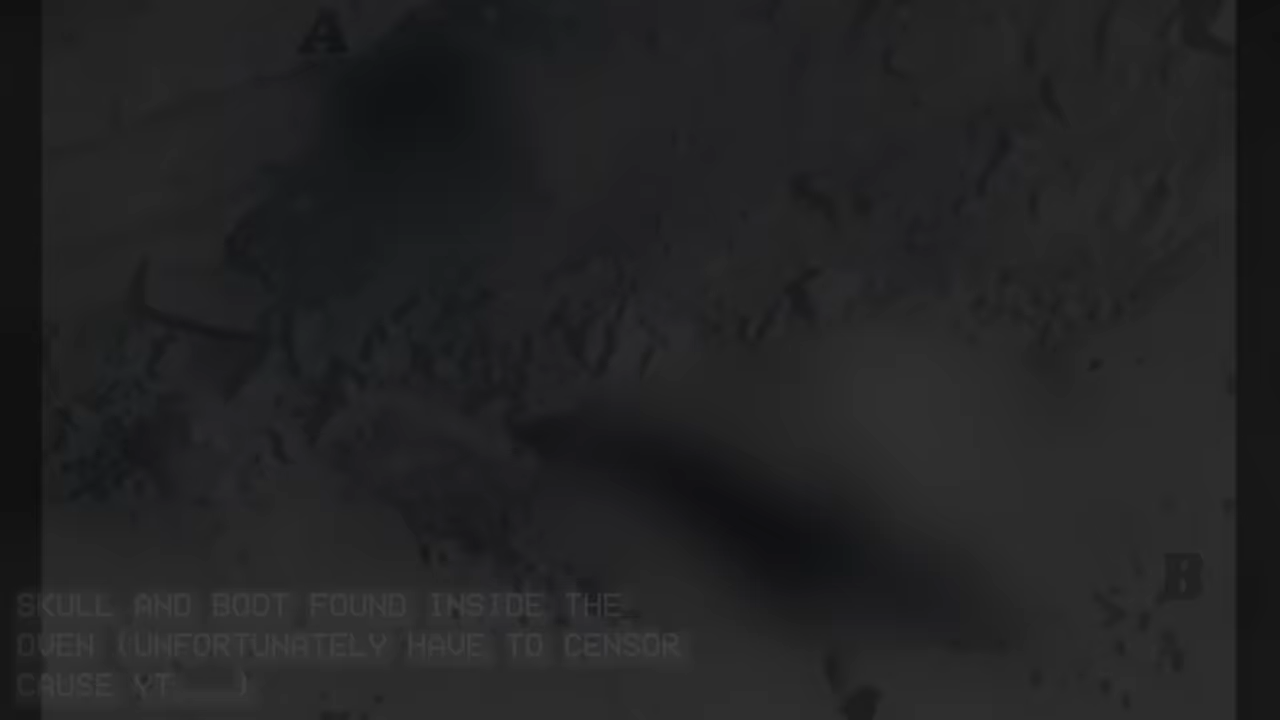 A
B
SKULL AND BODY FOUND INSIDE THE
OVEN (UNFORTUNATELY HAVE TO CENSOR
CAUSE YT )